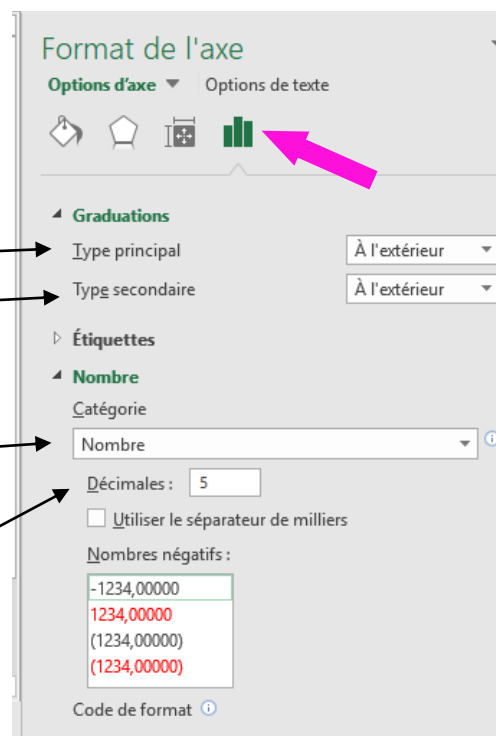 Format de l'axe
Options d'axe Options de texte
Graduations
Type principal À l'extérieur
Type secondaire À l'extérieur
Étiquettes
Nombre
Catégorie
Nombre
Décimales : 5
Utiliser le séparateur de milliers
Nombres négatifs :
-1234,00000
1234,00000
(1234,00000)
(1234,00000)
Code de format